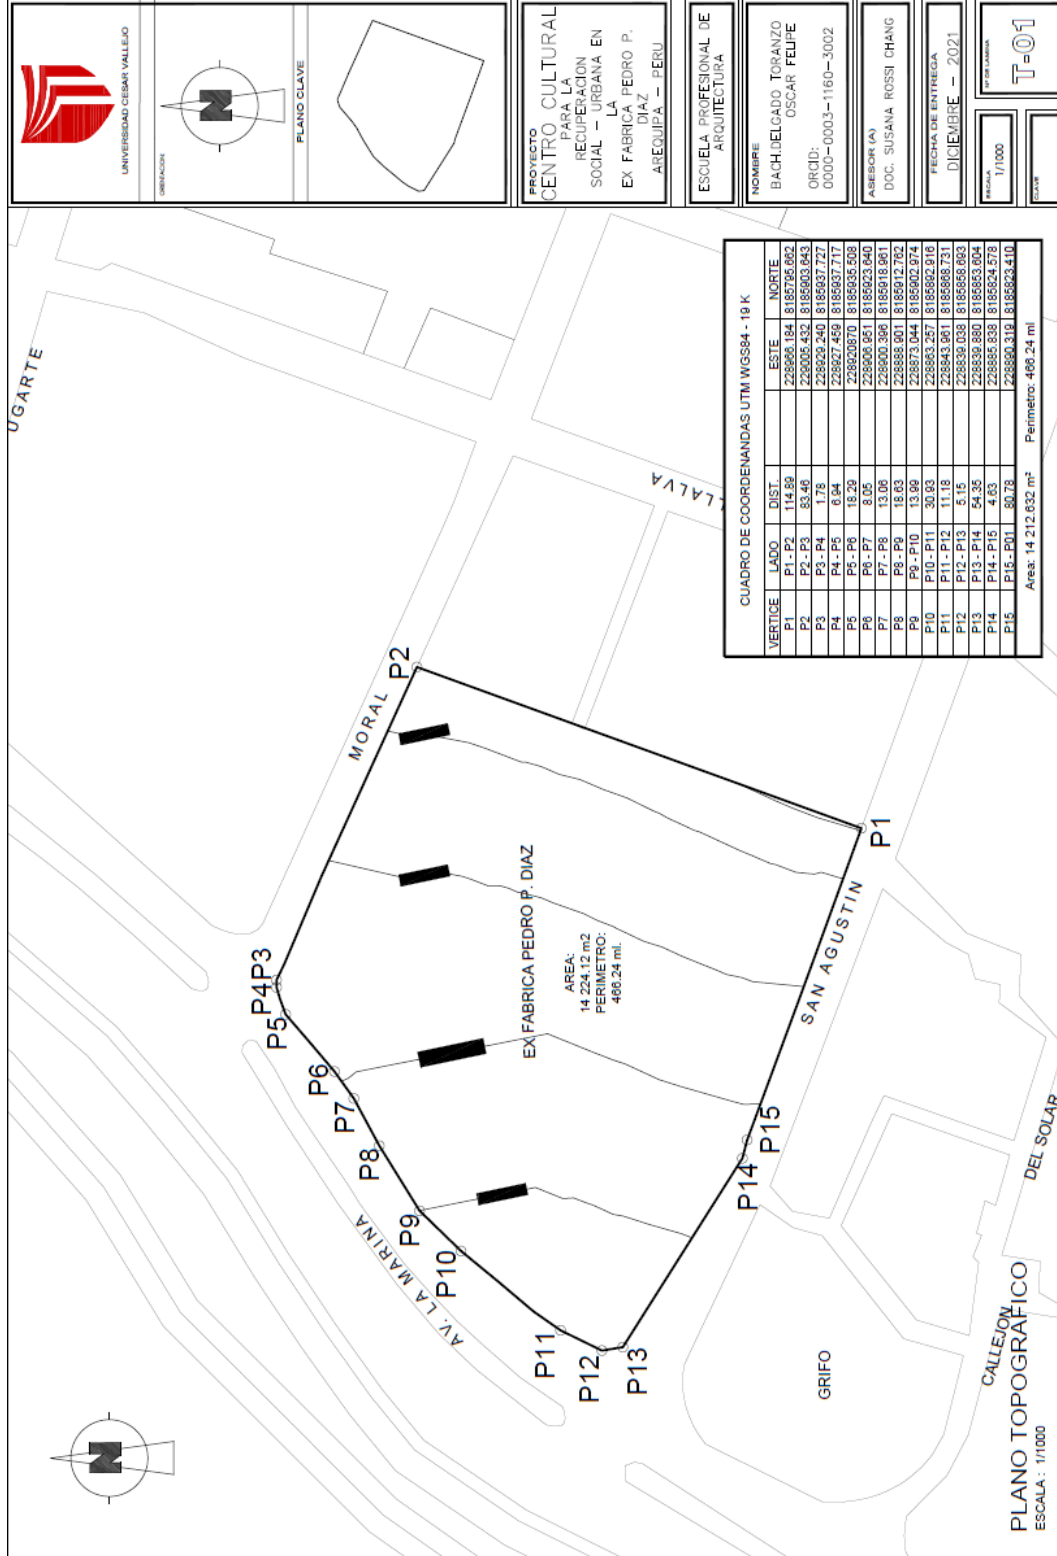 UGARTE
MORAL
LLALVA
P2
P4P3
P5
P6
P7
P8
P9
P10
P11
P12
P13
P14
P15
P1
EX FABRICA PEDRO P. DIAZ
AREA:
14 224.12 m2
PERIMETRO:
466.24 ml.
SAN AGUSTIN
AV. LA MARINA
GRIFO
CALLEJON
DEL SOLAR
N
PLANO TOPOGRAFICO
ESCALA : 1/1000
CUADRO DE COORDENANDAS UTM WGS84 - 19 K
VERTICE LADO DIST. ESTE NORTE
P1 P1 - P2 114.89 228966.184 8185795.662
P2 P2 - P3 83.46 229005.432 8185903.643
P3 P3 - P4 1.78 228929.240 8185937.727
P4 P4 - P5 6.94 228927.459 8185937.717
P5 P5 - P6 18.29 228920870 8185935.508
P6 P6 - P7 8.05 228906.951 8185923.640
P7 P7 - P8 13.06 228900.396 8185918.961
P8 P8 - P9 18.63 228888.901 8185912.762
P9 P9 - P10 13.99 228873.044 8185902.974
P10 P10 - P11 30.93 228863.257 8185892.916
P11 P11 - P12 11.18 228843.961 8185868.731
P12 P12 - P13 5.15 228839.038 8185858.693
P13 P13 - P14 54.35 228839.880 8185853.604
P14 P14 - P15 4.63 228885.838 8185824.578
P15 P15 - P01 80.78 228890.319 8185823.410
Area: 14 212.632 m² Perimetro: 466.24 ml
UNIVERSIDAD CESAR VALLEJO
ORIENTACION:
N
PLANO CLAVE
PROYECTO
CENTRO CULTURAL
PARA LA
RECUPERACION
SOCIAL – URBANA EN
LA
EX FABRICA PEDRO P.
DIAZ
AREQUIPA – PERU
ESCUELA PROFESIONAL DE
ARQUITECTURA
NOMBRE
BACH.DELGADO TORANZO
OSCAR FELIPE
ORCID:
0000-0003-1160-3002
ASESOR (A)
DOC. SUSANA ROSSI CHANG
FECHA DE ENTREGA
DICIEMBRE – 2021
ESCALA
1/1000
Nº DE LAMINA
T-01
CLAVE